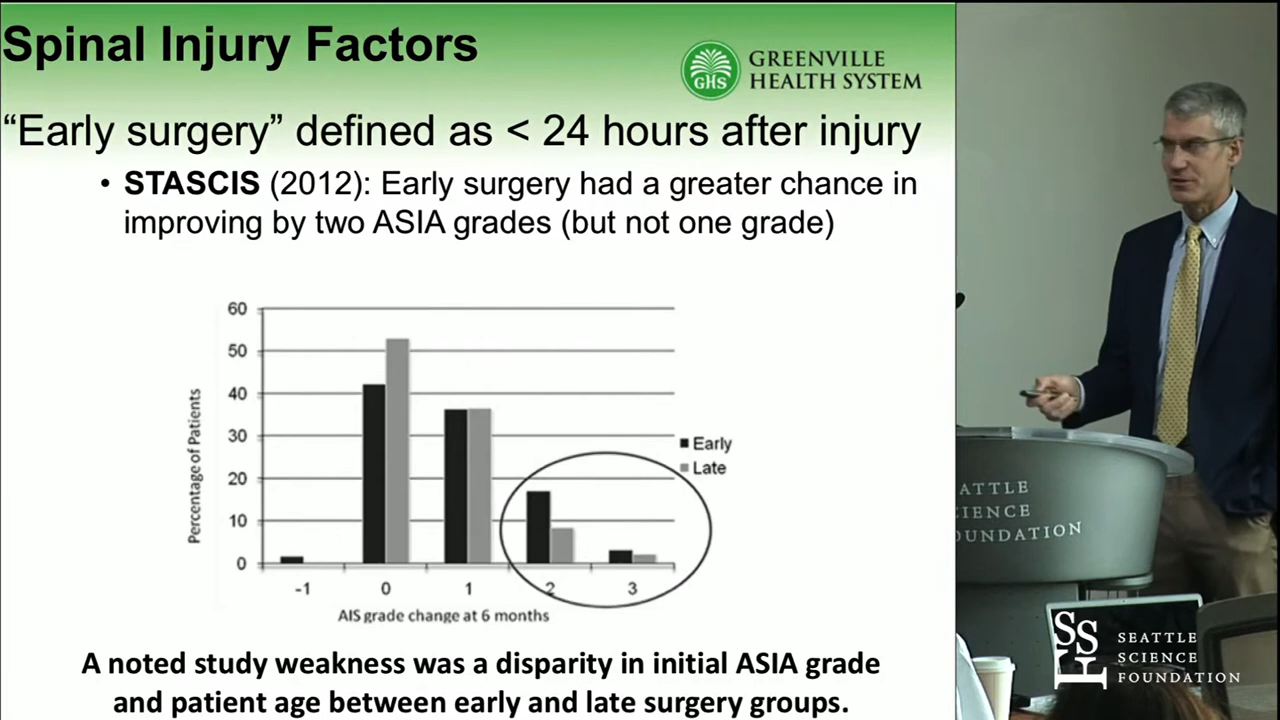 Spinal Injury Factors
GHS
GREENVILLE
HEALTH SYSTEM
“Early surgery” defined as < 24 hours after injury
• STASCIS (2012): Early surgery had a greater chance in
improving by two ASIA grades (but not one grade)
60
50
40
30
20
10
0
Percentage of Patients
-1 0 1 2 3
AIS grade change at 6 months
Early
Late
A noted study weakness was a disparity in initial ASIA grade
and patient age between early and late surgery groups.
ATTLE
IENCE
OUNDATION
SSF
SEATTLE
SCIENCE
FOUNDATION